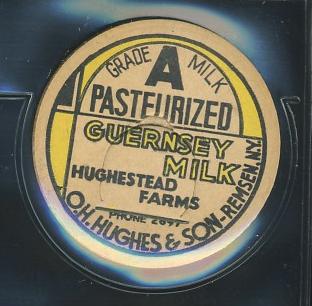 GRADE A MILK
PASTEURIZED
GUERNSEY
MILK
HUGHESTEAD
FARMS
PHONE
O.H. HUGHES & SON-REMSEN, N.Y.